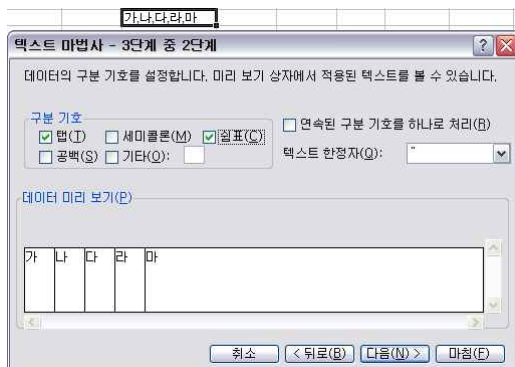 가,나,다,라,마
텍스트 마법사 - 3단계 중 2단계
데이터의 구분 기호를 설정합니다. 미리 보기 상자에서 적용된 텍스트를 볼 수 있습니다.
구분 기호
탭(T) 세미콜론(M) 쉼표(C)
공백(S) 기타(O):
연속된 구분 기호를 하나로 처리(R)
텍스트 한정자(Q): "
데이터 미리 보기(P)
가 나 다 라 마
취소 < 뒤로(B) 다음(N) > 마침(F)